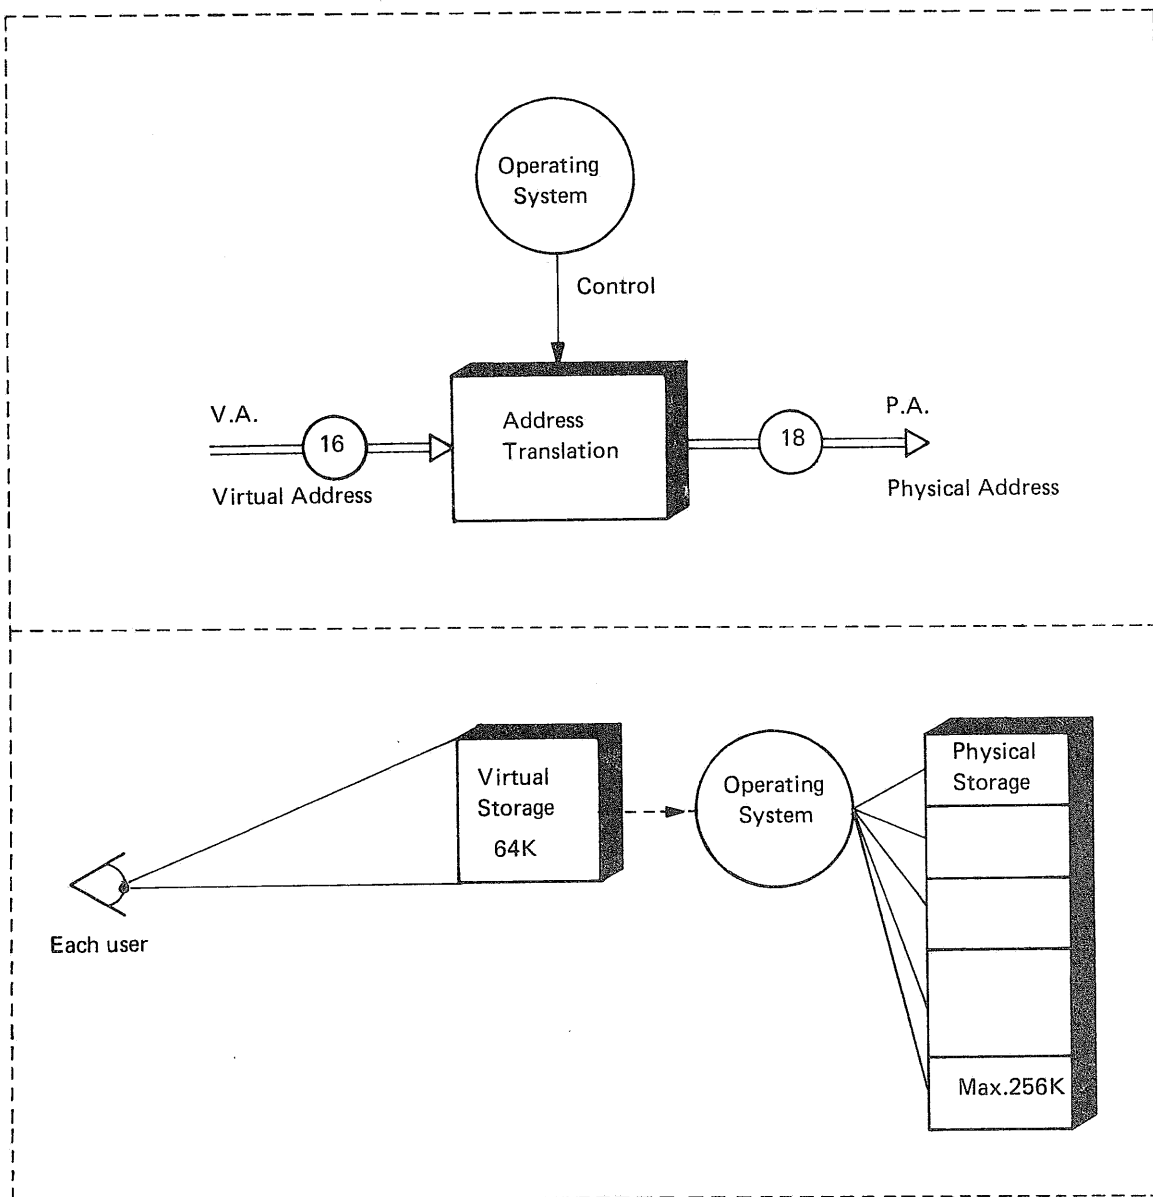 Operating
System
Control
V.A.
16
Virtual Address
Address
Translation
18
P.A.
Physical Address
Virtual
Storage
64K
Operating
System
Physical
Storage
Max.256K
Each user